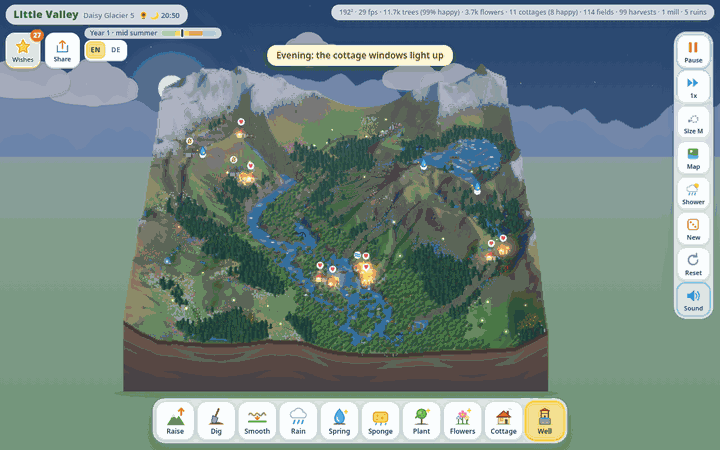 Little Valley Daisy Glacier 5 20:50
192² · 29 fps · 11.7k trees (99% happy) · 3.7k flowers · 11 cottages (8 happy) · 114 fields · 99 harvests · 1 mill · 5 ruins
Year 1 · mid summer
27
Wishes
Share
EN DE
Evening: the cottage windows light up
Pause
1x
Size M
Map
Shower
New
Reset
Sound
Raise Dig Smooth Rain Spring Sponge Plant Flowers Cottage Well